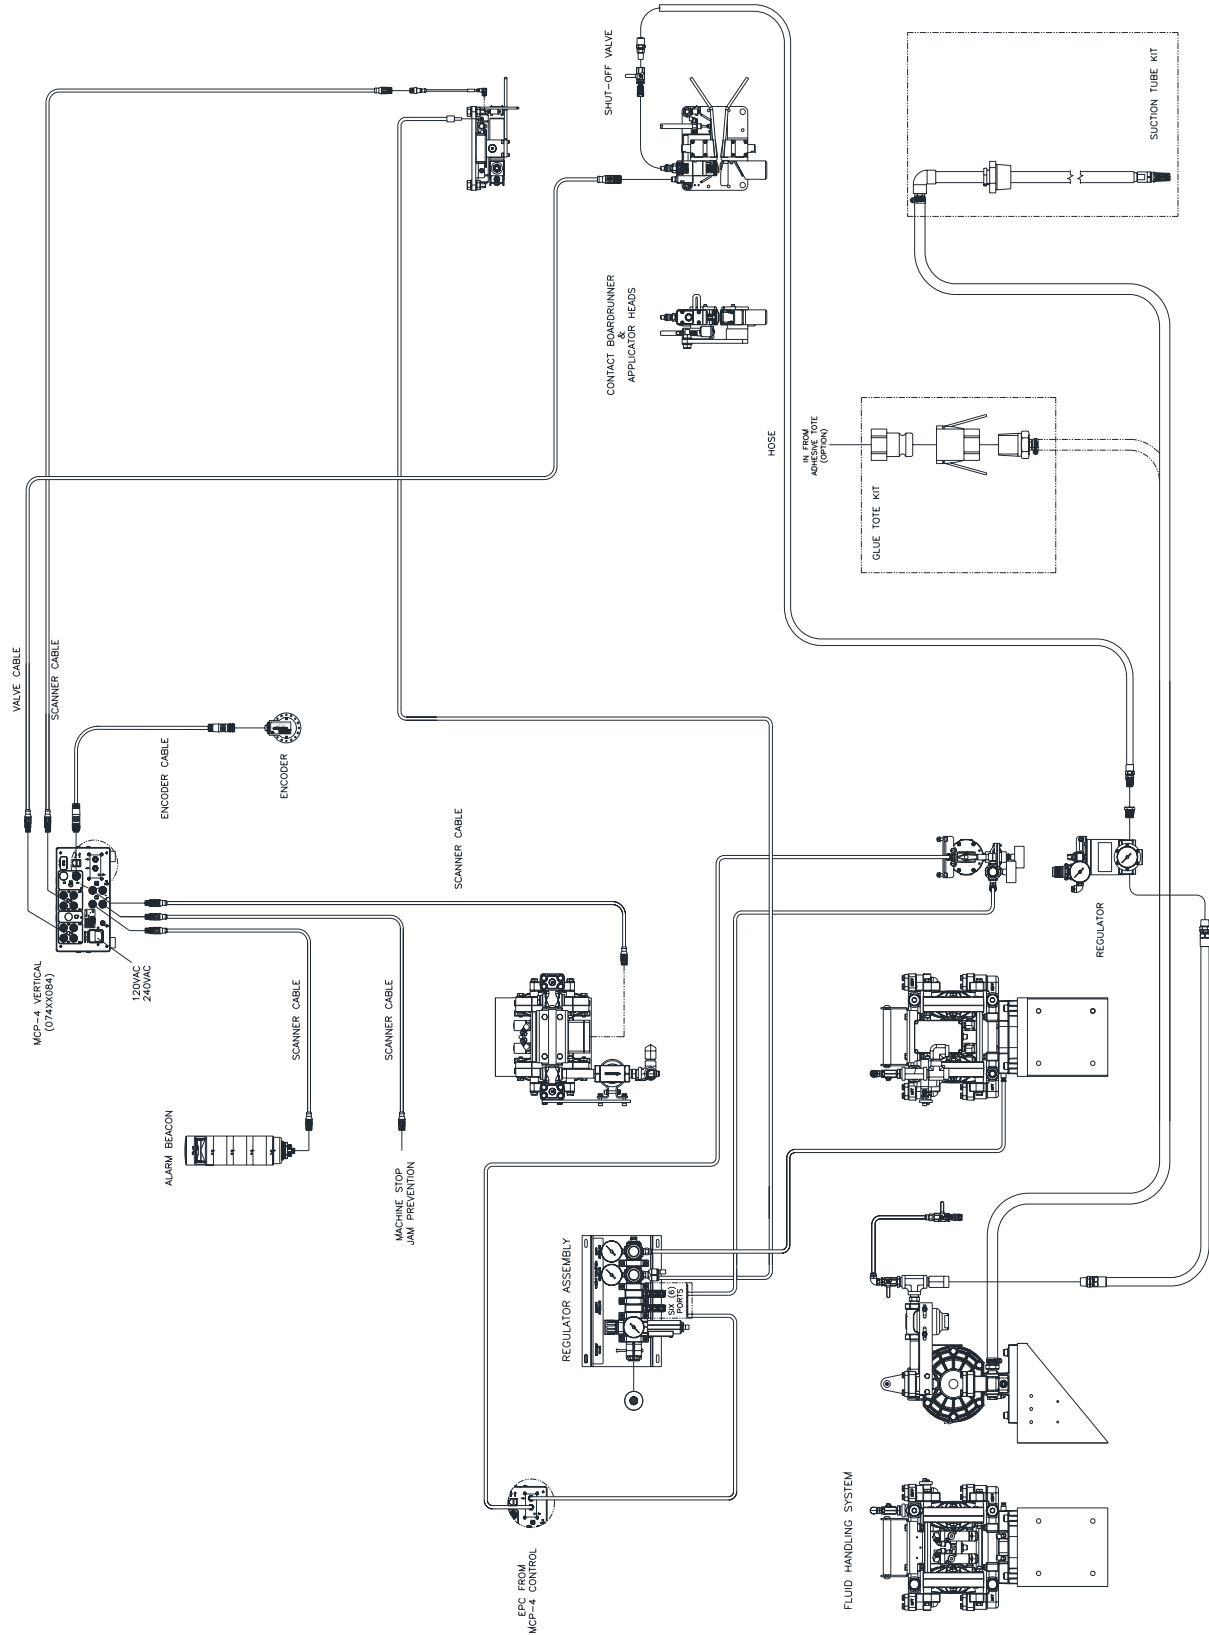 VALVE CABLE
SCANNER CABLE
ENCODER CABLE
ENCODER
MCP-4 VERTICAL
(074XX084)
120VAC
240VAC
SCANNER CABLE
SCANNER CABLE
SCANNER CABLE
ALARM BEACON
MACHINE STOP
JAM PREVENTION
SHUT-OFF VALVE
CONTACT BOARDRUNNER
&
APPLICATOR HEADS
HOSE
SUCTION TUBE KIT
IN FROM
ADHESIVE TOTE
(OPTION)
GLUE TOTE KIT
REGULATOR
REGULATOR ASSEMBLY
SIX (6)
PORTS
EPC FROM
MCP-4 CONTROL
FLUID HANDLING SYSTEM